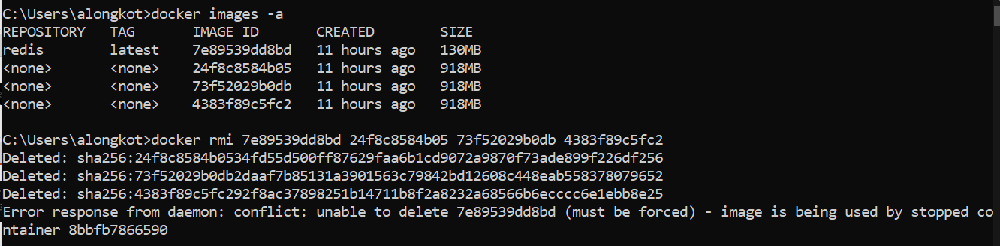 C:\Users\alongkot>docker images -a
REPOSITORY TAG IMAGE ID CREATED SIZE
redis latest 7e89539dd8bd 11 hours ago 130MB
<none> <none> 24f8c8584b05 11 hours ago 918MB
<none> <none> 73f52029b0db 11 hours ago 918MB
<none> <none> 4383f89c5fc2 11 hours ago 918MB
C:\Users\alongkot>docker rmi 7e89539dd8bd 24f8c8584b05 73f52029b0db 4383f89c5fc2
Deleted: sha256:24f8c8584b0534fd55d500ff87629faa6b1cd9072a9870f73ade899f226df256
Deleted: sha256:73f52029b0db2daaf7b85131a3901563c79842bd12608c448eab558378079652
Deleted: sha256:4383f89c5fc292f8ac37898251b14711b8f2a8232a68566b6ecccc6e1ebb8e25
Error response from daemon: conflict: unable to delete 7e89539dd8bd (must be forced) - image is being used by stopped co
ntainer 8bbfb7866590